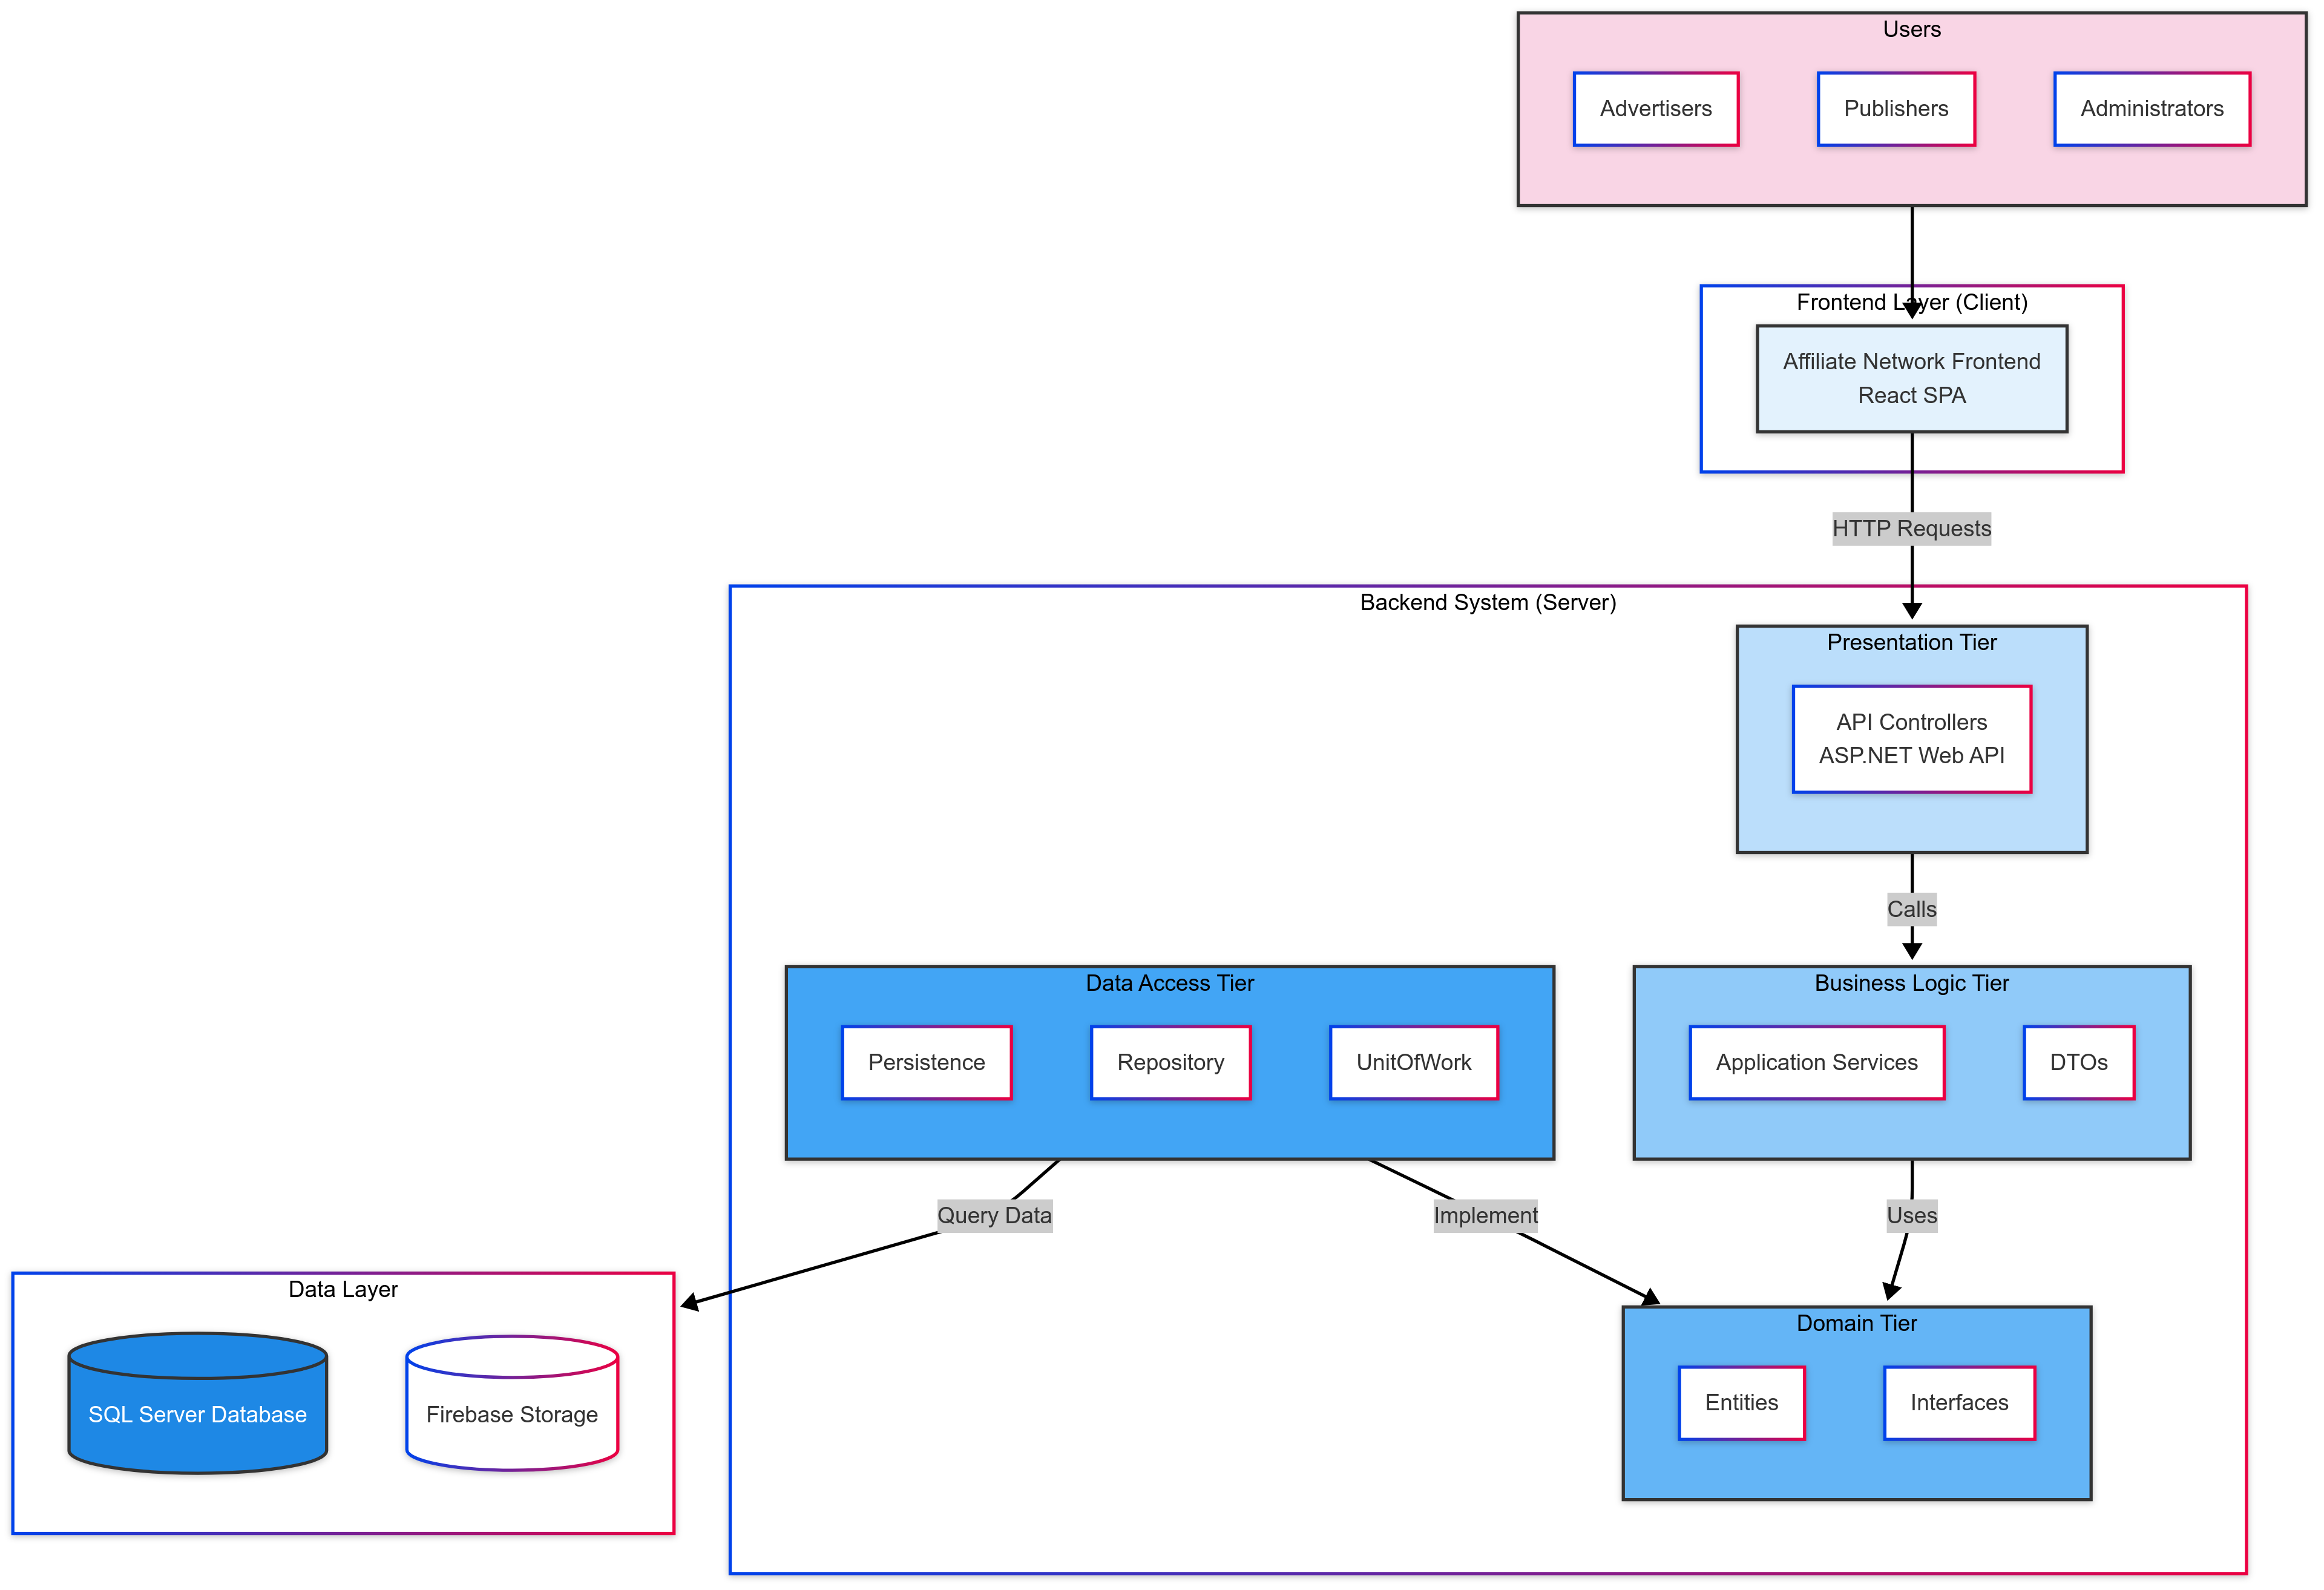 Users
Advertisers
Publishers
Administrators
Frontend Layer (Client)
Affiliate Network Frontend
React SPA
HTTP Requests
Backend System (Server)
Presentation Tier
API Controllers
ASP.NET Web API
Calls
Data Access Tier
Persistence
Repository
UnitOfWork
Business Logic Tier
Application Services
DTOs
Query Data
Implement
Uses
Data Layer
SQL Server Database
Firebase Storage
Domain Tier
Entities
Interfaces